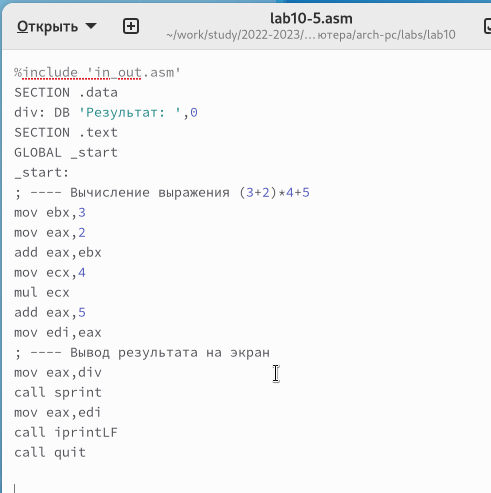 Открыть
lab10-5.asm
~/work/study/2022-2023/…ютера/arch-pc/labs/lab10
%include 'in_out.asm'
SECTION .data
div: DB 'Результат: ',0
SECTION .text
GLOBAL _start
_start:
; ---- Вычисление выражения (3+2)*4+5
mov ebx,3
mov eax,2
add eax,ebx
mov ecx,4
mul ecx
add eax,5
mov edi,eax
; ---- Вывод результата на экран
mov eax,div
call sprint
mov eax,edi
call iprintLF
call quit